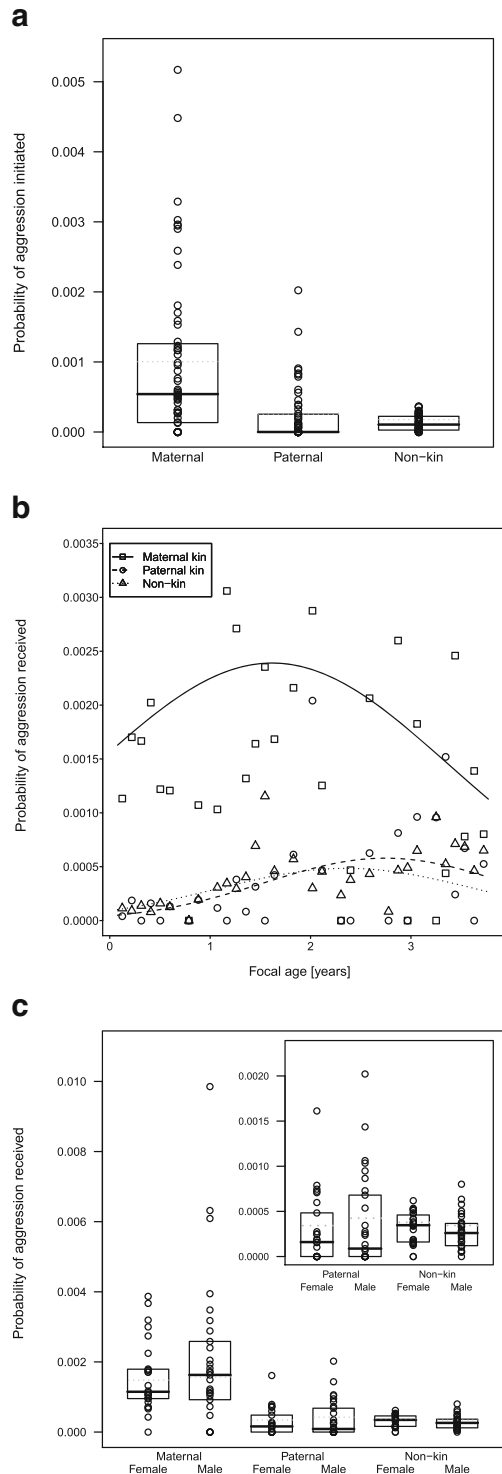 a
Probability of aggression initiated
0.005
0.004
0.003
0.002
0.001
0.000
Maternal Paternal Non−kin
b
Probability of aggression received
0.0035
0.0030
0.0025
0.0020
0.0015
0.0010
0.0005
0.0000
Maternal kin
Paternal kin
Non−kin
0 1 2 3
Focal age [years]
c
Probability of aggression received
0.010
0.008
0.006
0.004
0.002
0.000
0.0020
0.0015
0.0010
0.0005
0.0000
Paternal Non−kin
Female Male Female Male
Maternal Paternal Non−kin
Female Male Female Male Female Male